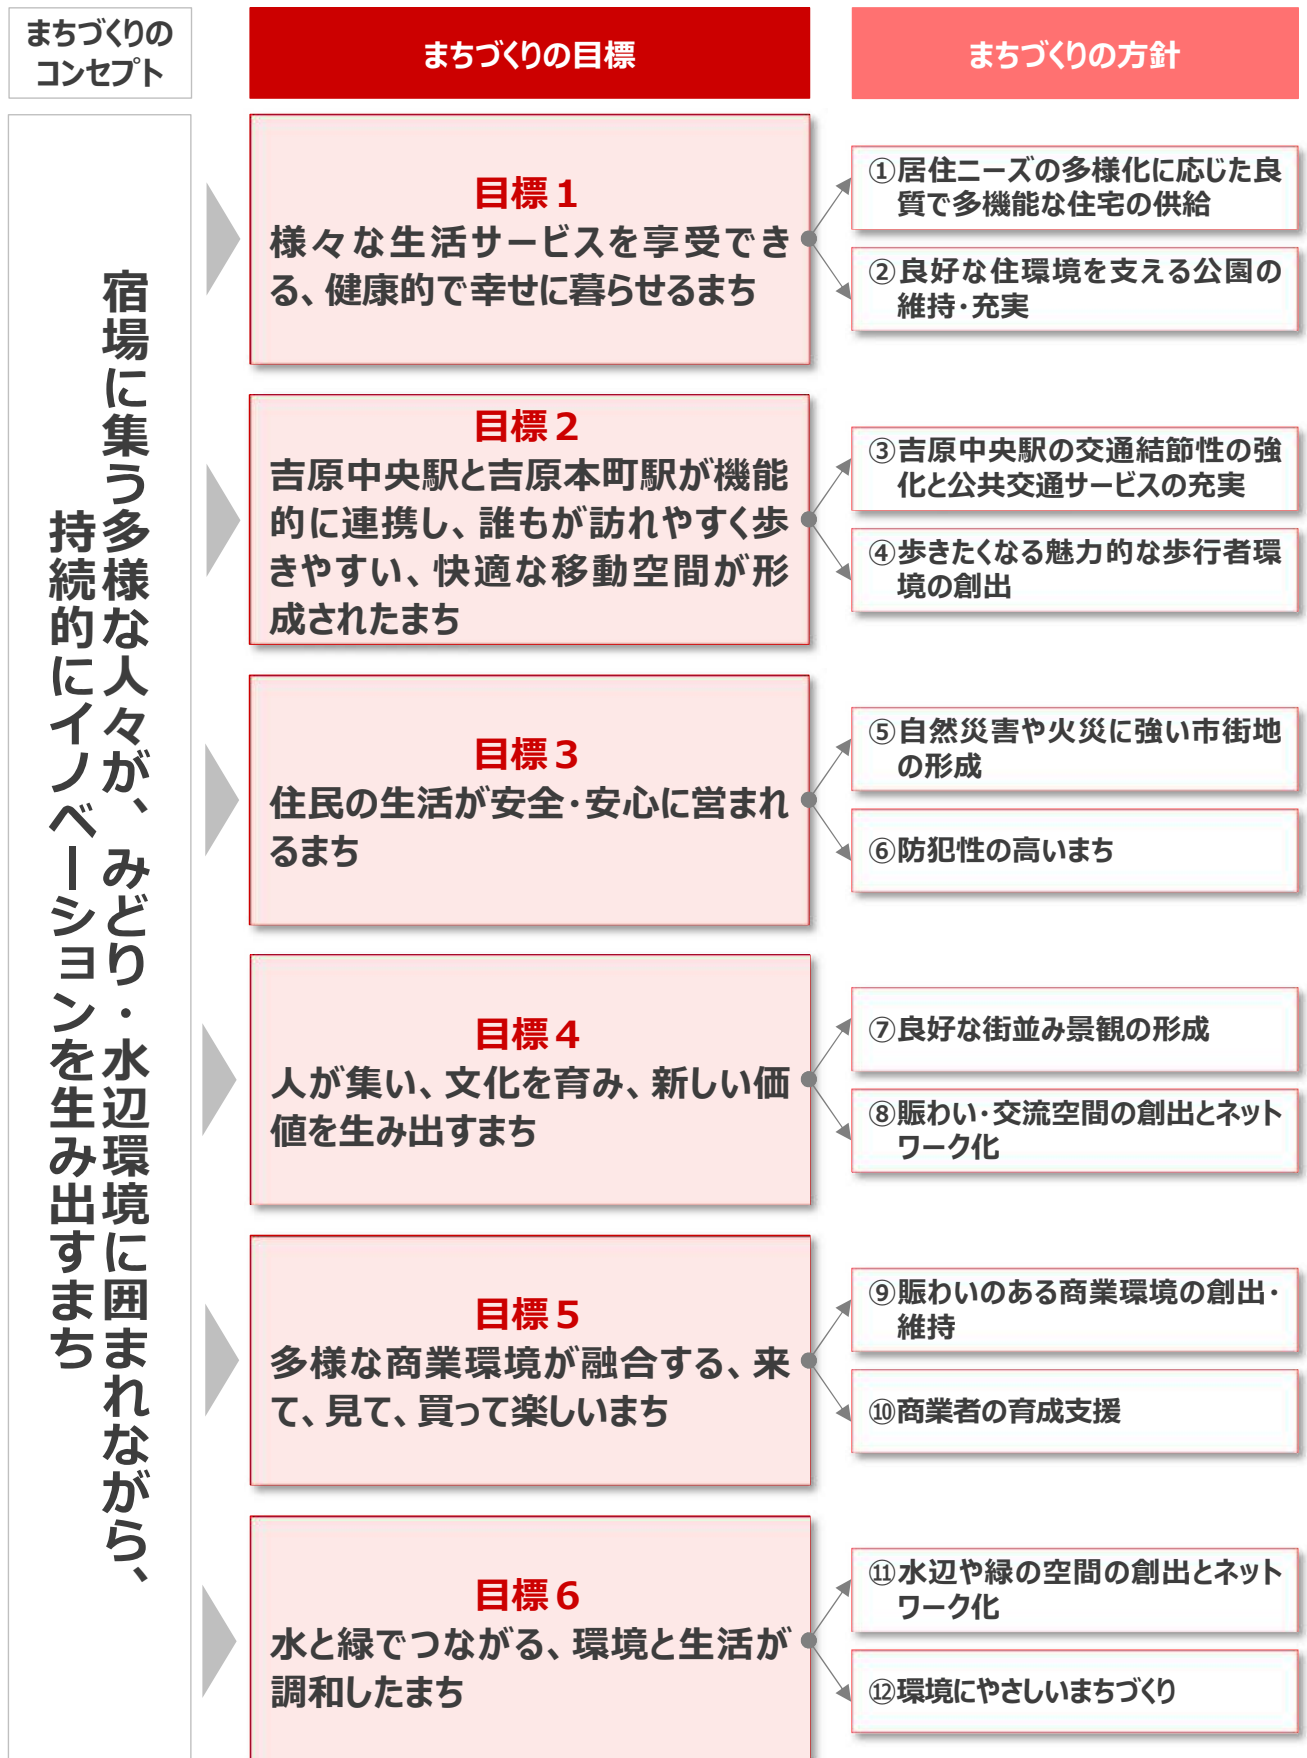 まちづくりの
コンセプト
まちづくりの目標
まちづくりの方針
宿場に集う多様な人々が、みどり・水辺環境に囲まれながら、
持続的にイノベーションを生み出すまち
目標1
様々な生活サービスを享受でき
る、健康的で幸せに暮らせるまち
①居住ニーズの多様化に応じた良
質で多機能な住宅の供給
②良好な住環境を支える公園の
維持・充実
目標2
吉原中央駅と吉原本町駅が機能
的に連携し、誰もが訪れやすく歩
きやすい、快適な移動空間が形
成されたまち
③吉原中央駅の交通結節性の強
化と公共交通サービスの充実
④歩きたくなる魅力的な歩行者環
境の創出
目標3
住民の生活が安全・安心に営まれ
るまち
⑤自然災害や火災に強い市街地
の形成
⑥防犯性の高いまち
目標4
人が集い、文化を育み、新しい価
値を生み出すまち
⑦良好な街並み景観の形成
⑧賑わい・交流空間の創出とネット
ワーク化
目標5
多様な商業環境が融合する、来
て、見て、買って楽しいまち
⑨賑わいのある商業環境の創出・
維持
⑩商業者の育成支援
目標6
水と緑でつながる、環境と生活が
調和したまち
⑪水辺や緑の空間の創出とネット
ワーク化
⑫環境にやさしいまちづくり